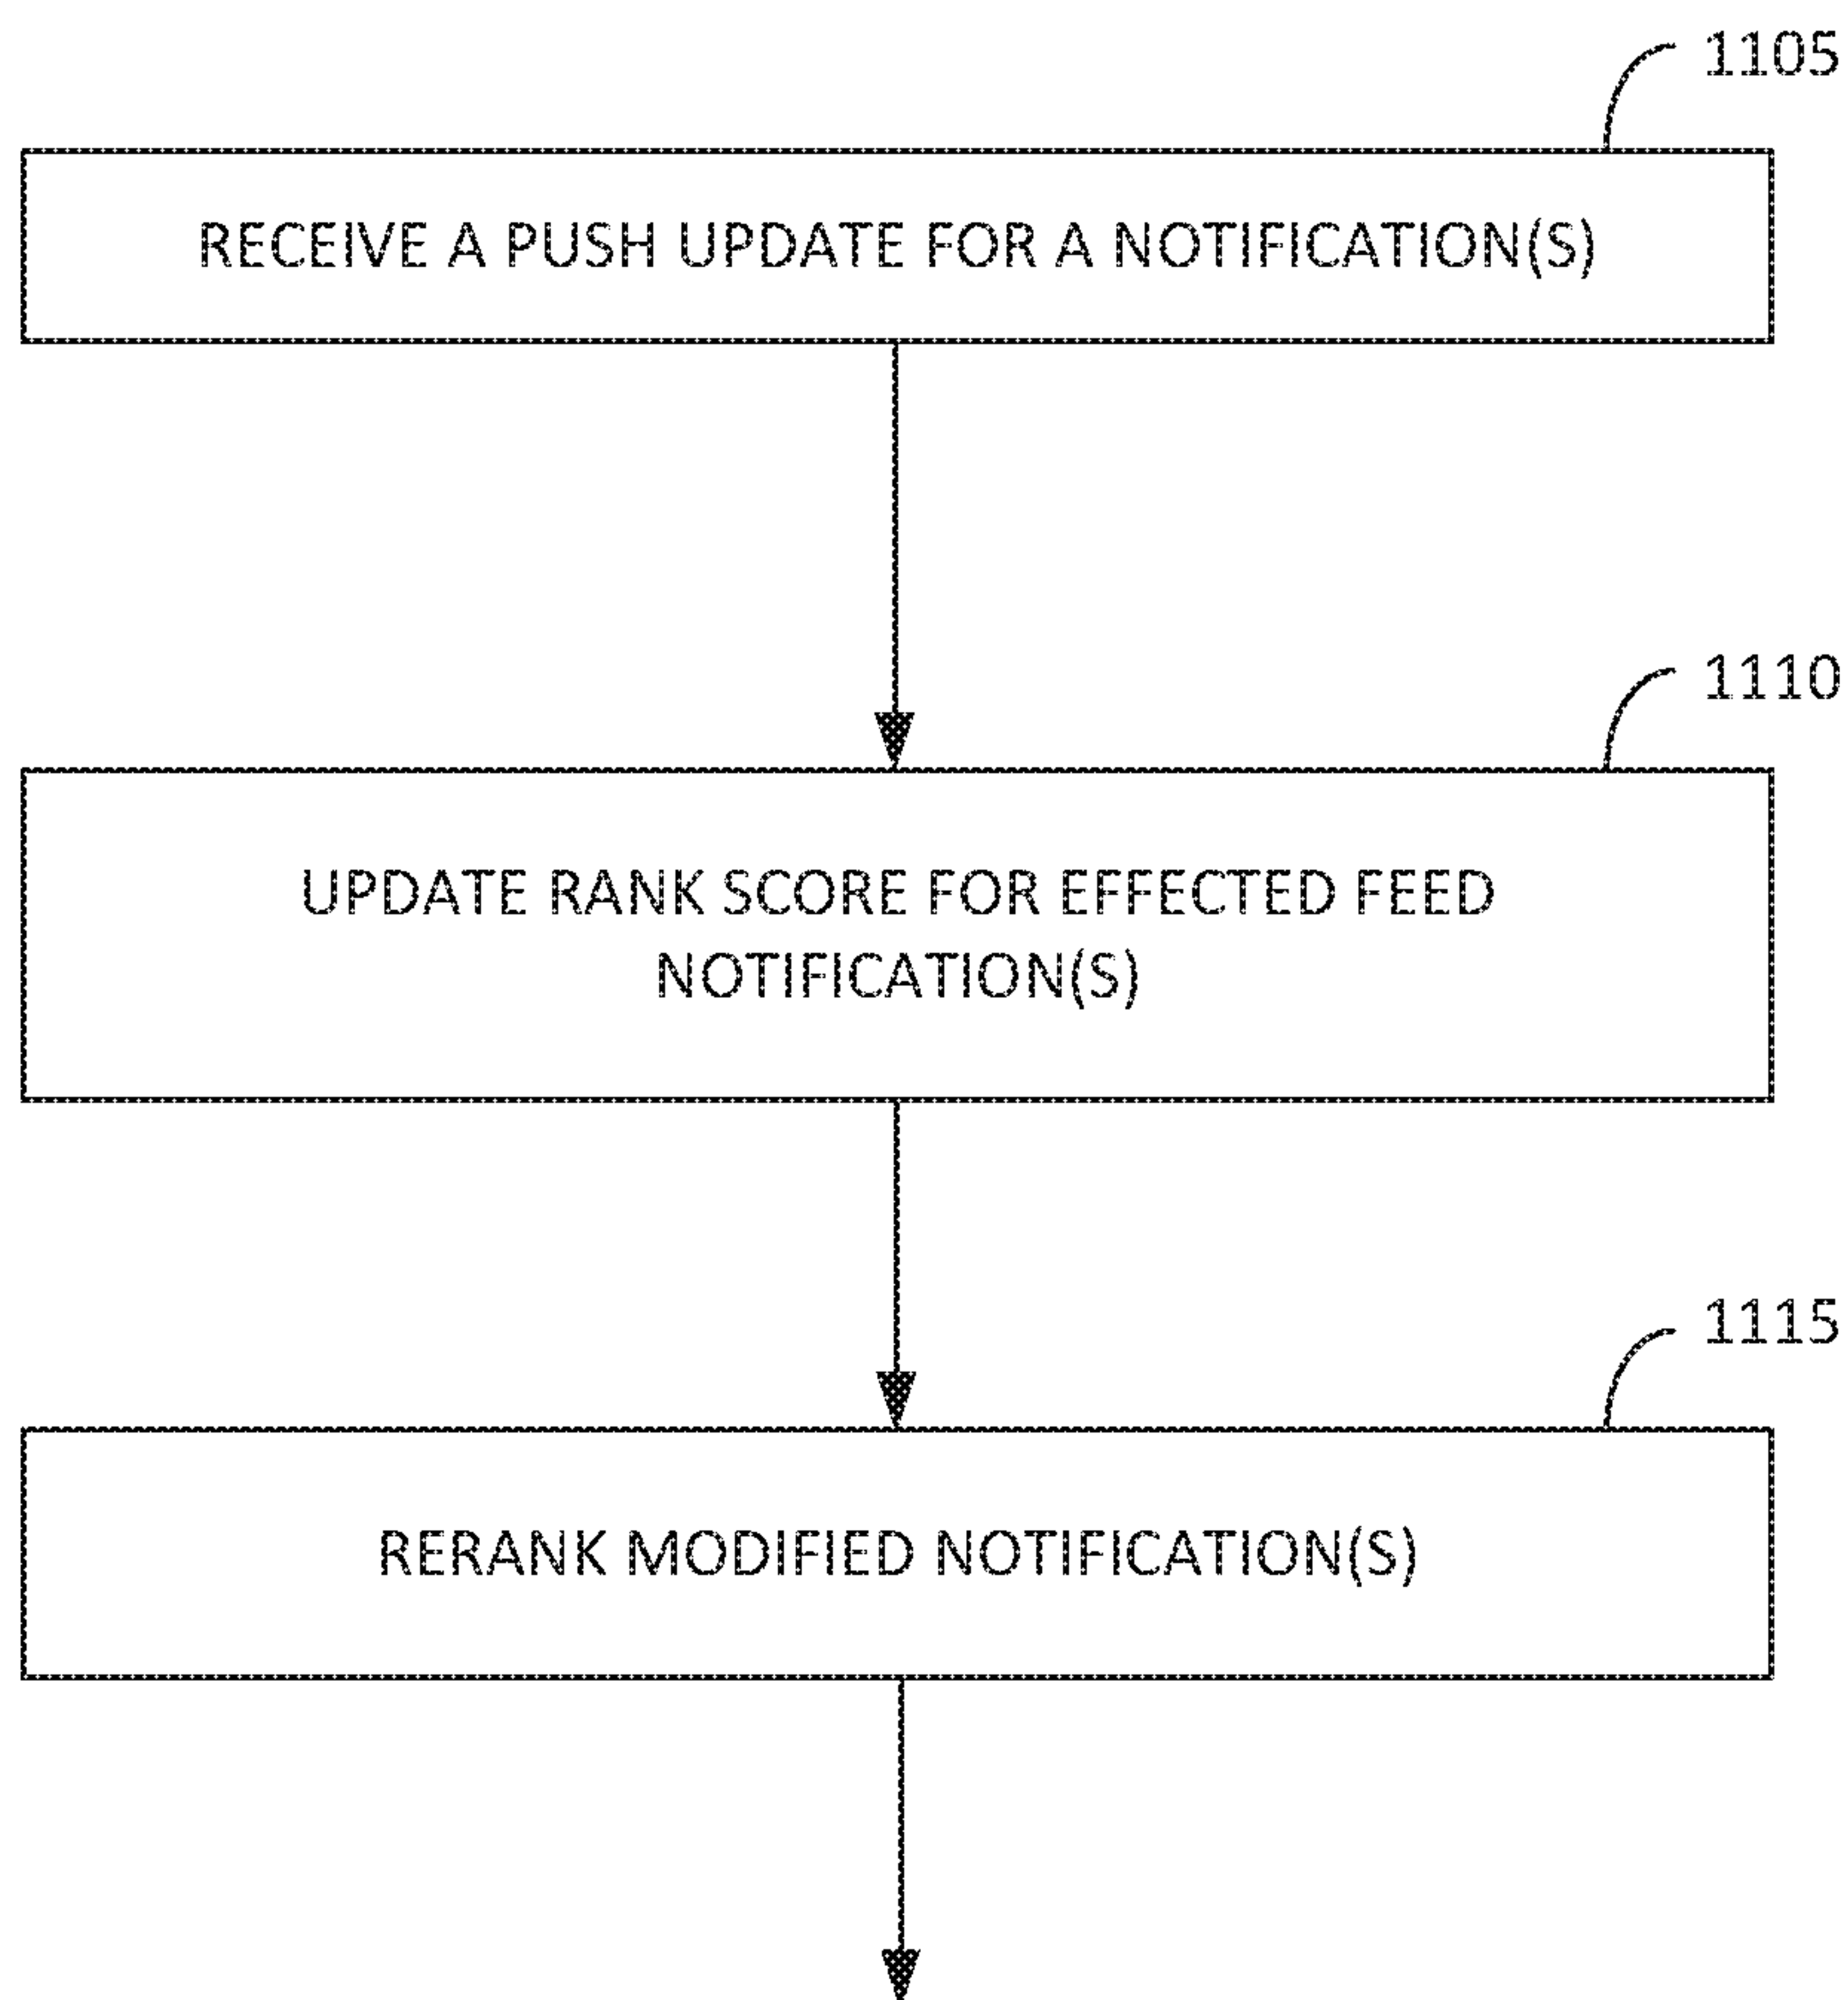 1105
RECEIVE A PUSH UPDATE FOR A NOTIFICATION(S)
1110
UPDATE RANK SCORE FOR EFFECTED FEED
NOTIFICATION(S)
1115
RERANK MODIFIED NOTIFICATION(S)